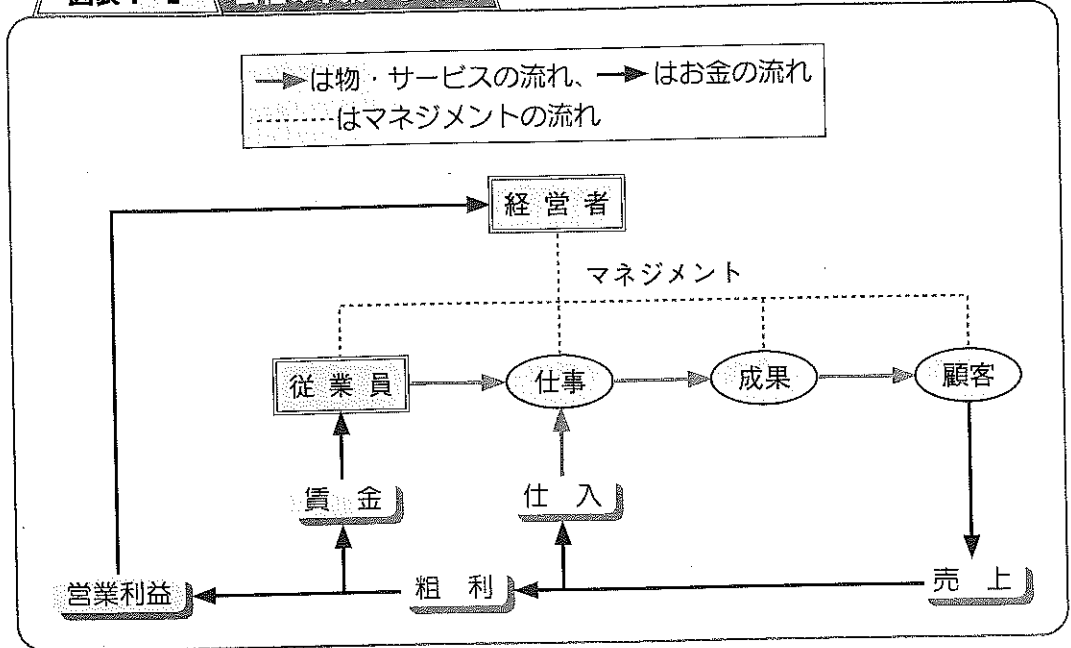 →は物・サービスの流れ、→はお金の流れ
┈┈┈はマネジメントの流れ
経営者
マネジメント
従業員
仕事
成果
顧客
賃金
仕入
営業利益
粗利
売上